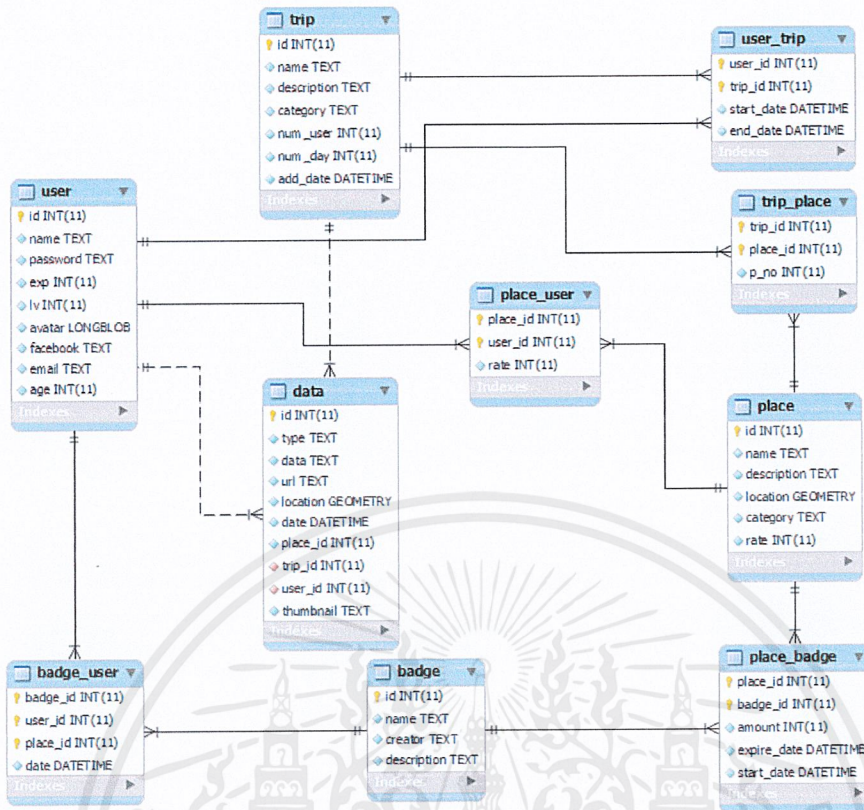 trip
id INT(11)
name TEXT
description TEXT
category TEXT
num_user INT(11)
num_day INT(11)
add_date DATETIME
Indexes
user_trip
user_id INT(11)
trip_id INT(11)
start_date DATETIME
end_date DATETIME
Indexes
user
id INT(11)
name TEXT
password TEXT
exp INT(11)
lv INT(11)
avatar LONGBLOB
facebook TEXT
email TEXT
age INT(11)
Indexes
trip_place
trip_id INT(11)
place_id INT(11)
p_no INT(11)
Indexes
place_user
place_id INT(11)
user_id INT(11)
rate INT(11)
Indexes
data
id INT(11)
type TEXT
data TEXT
url TEXT
location GEOMETRY
date DATETIME
place_id INT(11)
trip_id INT(11)
user_id INT(11)
thumbnail TEXT
Indexes
place
id INT(11)
name TEXT
description TEXT
location GEOMETRY
category TEXT
rate INT(11)
Indexes
badge_user
badge_id INT(11)
user_id INT(11)
place_id INT(11)
date DATETIME
Indexes
badge
id INT(11)
name TEXT
creator TEXT
description TEXT
Indexes
place_badge
place_id INT(11)
badge_id INT(11)
amount INT(11)
expire_date DATETIME
start_date DATETIME
Indexes